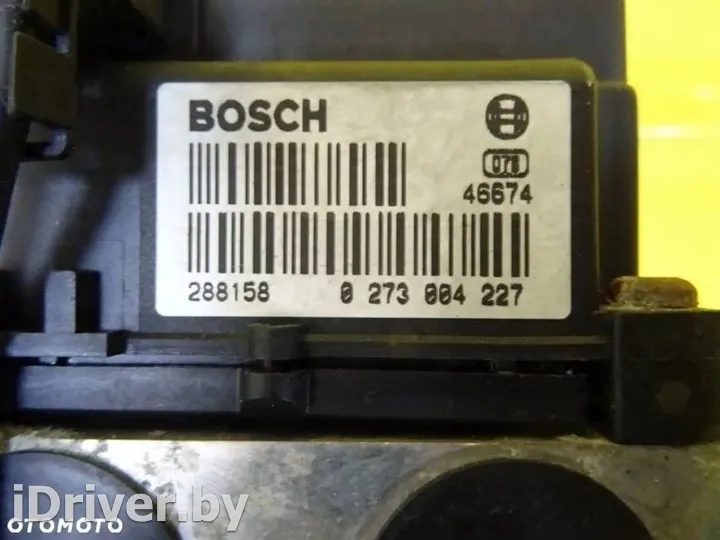 BOSCH
078
46674
288158 0 273 004 227
iDriver.by
OTOMOTO